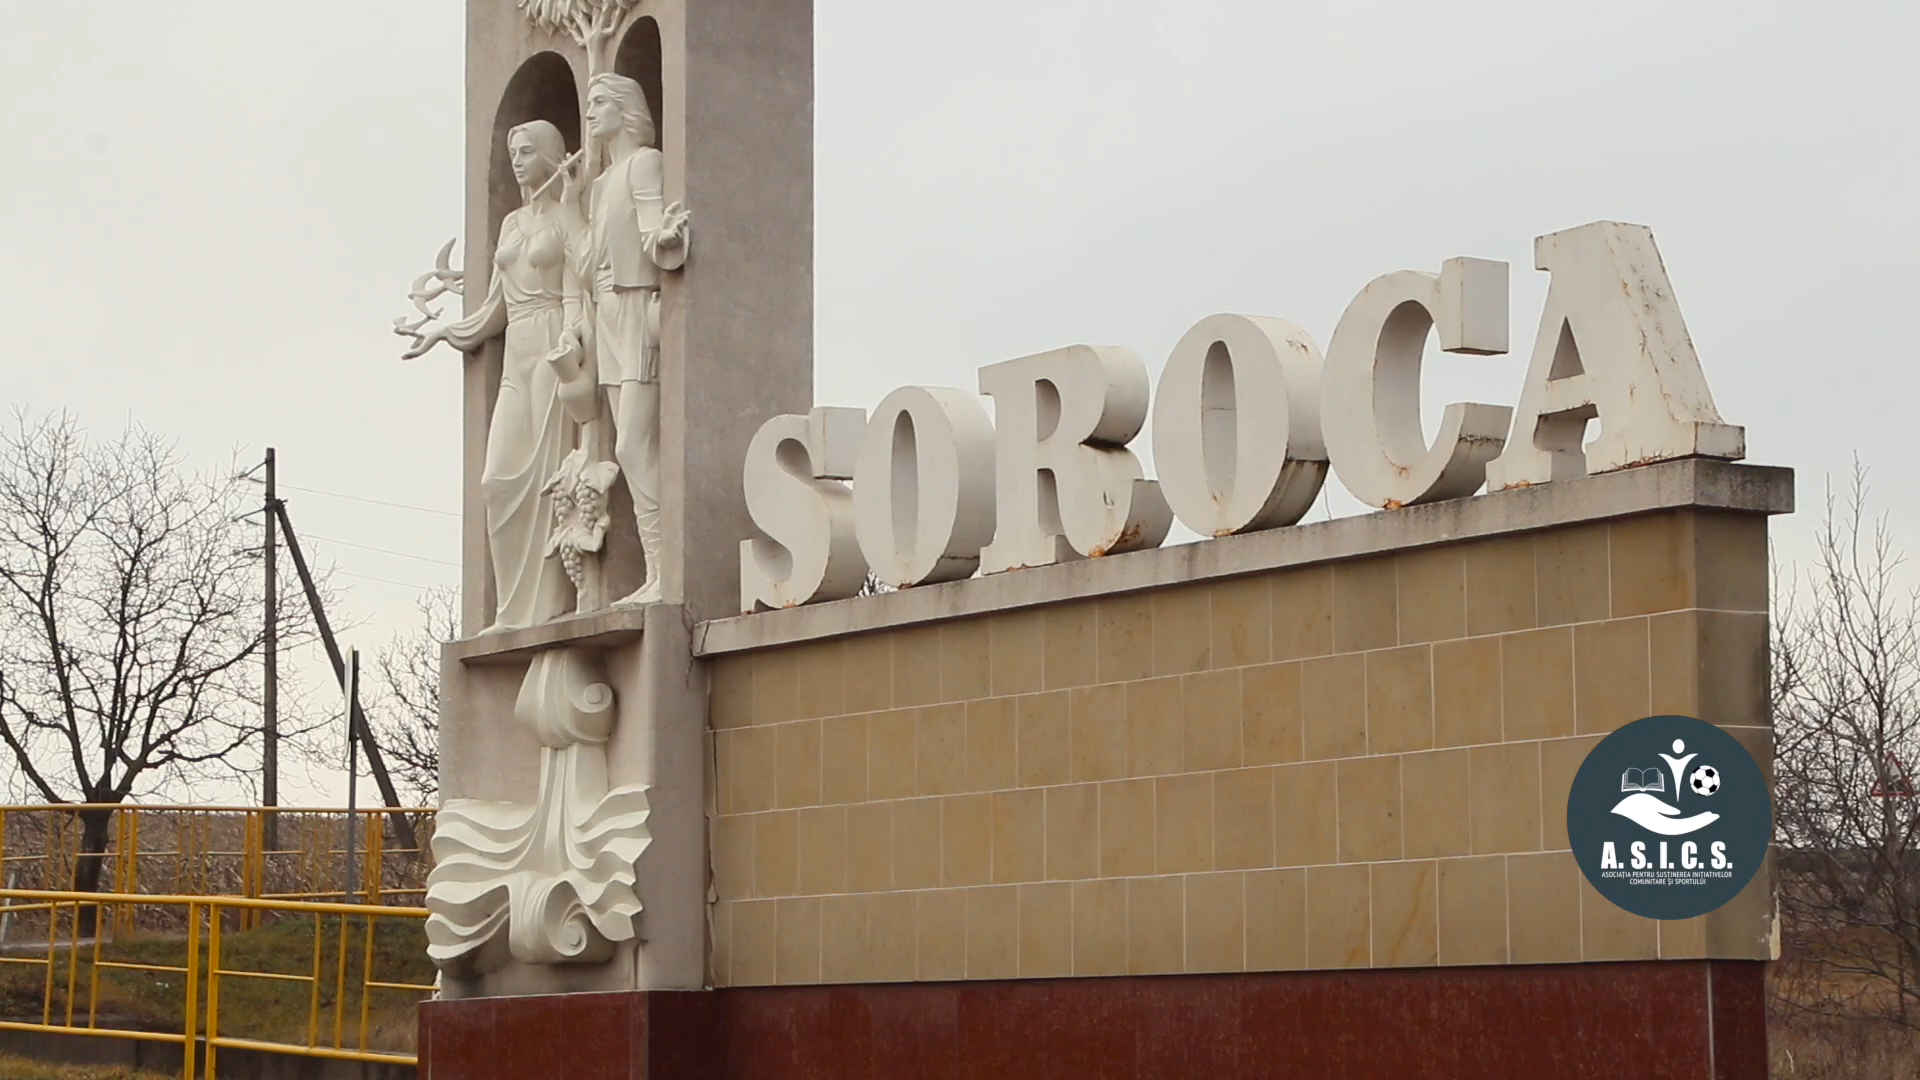 SOROCA
A. S. I. C. S.
ASOCIAȚIA PENTRU SUSȚINEREA INIȚIATIVELOR
COMUNITARE ȘI SPORTULUI